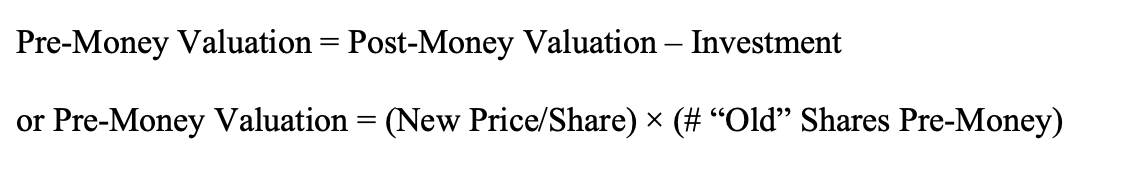 Pre-Money Valuation = Post-Money Valuation – Investment
or Pre-Money Valuation = (New Price/Share) × (# “Old” Shares Pre-Money)